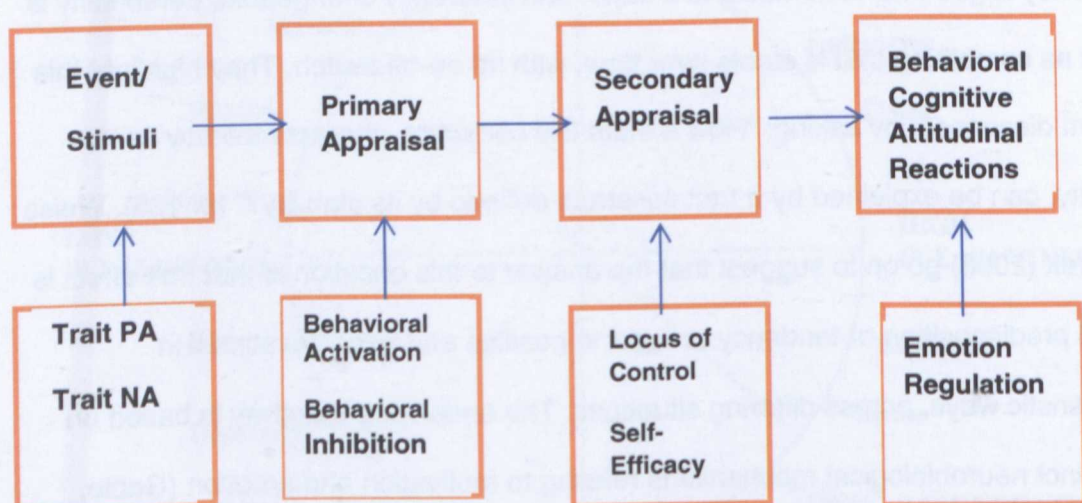 Event/
Stimuli
Primary
Appraisal
Secondary
Appraisal
Behavioral
Cognitive
Attitudinal
Reactions
Trait PA
Trait NA
Behavioral
Activation
Behavioral
Inhibition
Locus of
Control
Self-
Efficacy
Emotion
Regulation